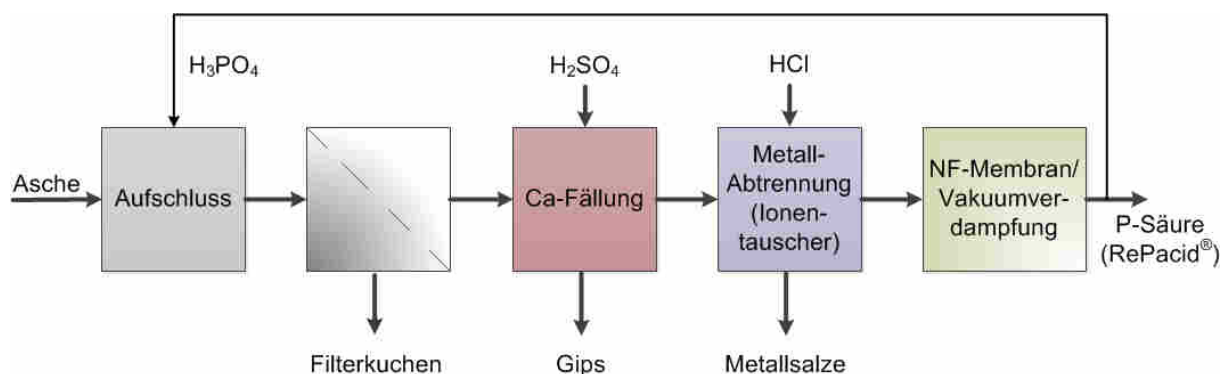 H₃PO₄
H₂SO₄
HCl
Asche
Aufschluss
Ca-Fällung
Metall-
Abtrennung
(Ionen-
tauscher)
NF-Membran/
Vakuumver-
dampfung
P-Säure
(RePacid®)
Filterkuchen
Gips
Metallsalze